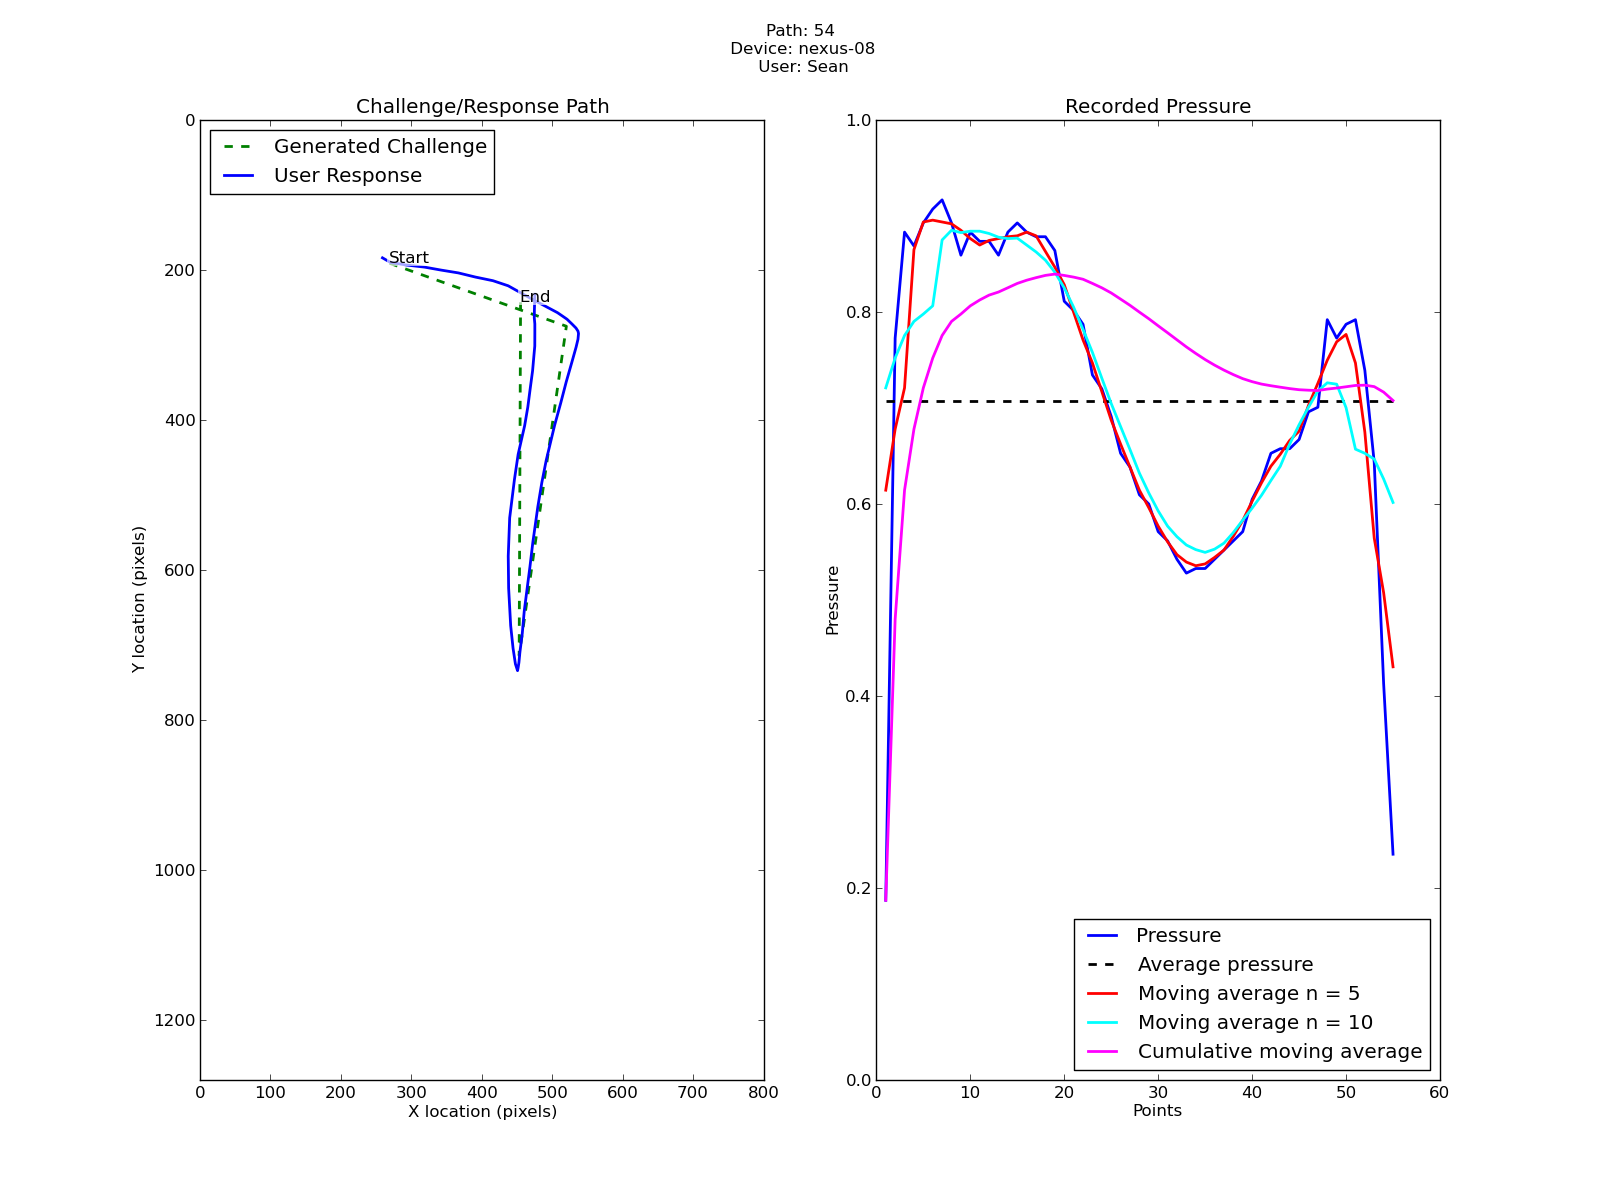 Path: 54
Device: nexus-08
User: Sean
Challenge/Response Path
Generated Challenge
User Response
Start
End
0
200
400
600
800
1000
1200
Y location (pixels)
0 100 200 300 400 500 600 700 800
X location (pixels)
Recorded Pressure
1.0
0.8
0.6
0.4
0.2
0.0
Pressure
Pressure
Average pressure
Moving average n = 5
Moving average n = 10
Cumulative moving average
0 10 20 30 40 50 60
Points